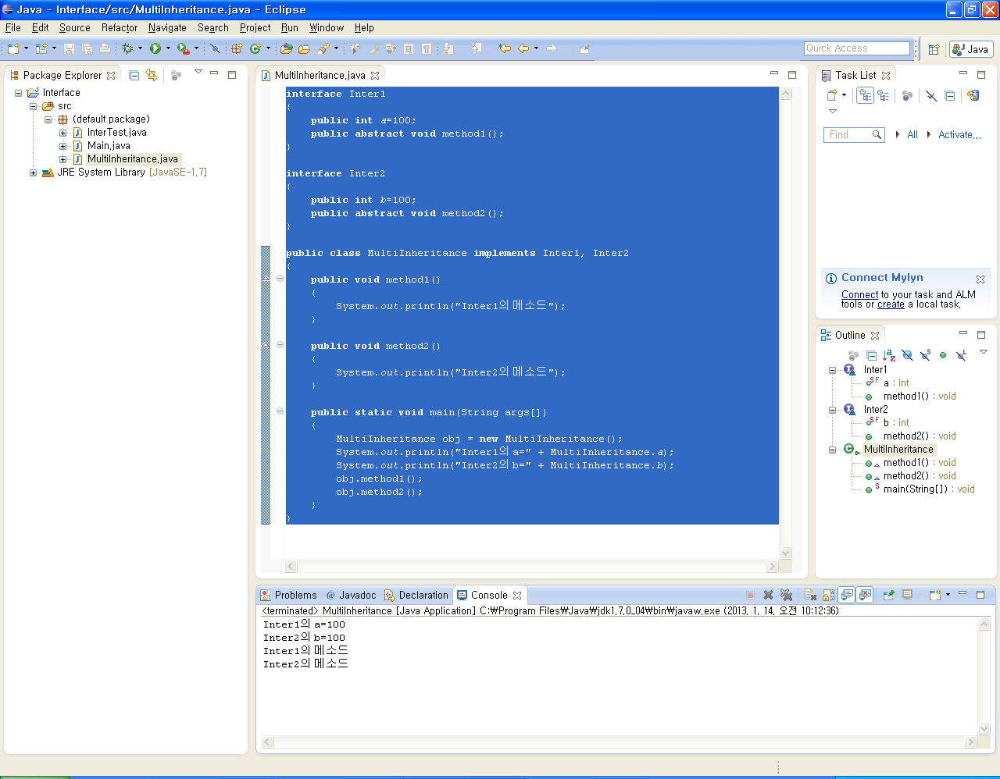 Java - Interface/src/MultiInheritance.java - Eclipse
File Edit Source Refactor Navigate Search Project Run Window Help
Quick Access
Java
Package Explorer
Interface
src
(default package)
InterTest.java
Main.java
MultiInheritance.java
JRE System Library [JavaSE-1.7]
MultiInheritance.java
interface Inter1
{
    public int a=100;
    public abstract void method1();
}
interface Inter2
{
    public int b=100;
    public abstract void method2();
}
public class MultiInheritance implements Inter1, Inter2
{
    public void method1()
    {
        System.out.println("Inter1의 메소드");
    }
    public void method2()
    {
        System.out.println("Inter2의 메소드");
    }
    public static void main(String args[])
    {
        MultiInheritance obj = new MultiInheritance();
        System.out.println("Inter1의 a=" + MultiInheritance.a);
        System.out.println("Inter2의 b=" + MultiInheritance.b);
        obj.method1();
        obj.method2();
    }
}
Task List
Find
All
Activate...
Connect Mylyn
Connect to your task and ALM
tools or create a local task.
Outline
Inter1
a : int
method1() : void
Inter2
b : int
method2() : void
MultiInheritance
method1() : void
method2() : void
main(String[]) : void
Problems @ Javadoc Declaration Console
<terminated> MultiInheritance [Java Application] C:₩Program Files₩Java₩jdk1.7.0_04₩bin₩javaw.exe (2013. 1. 14. 오전 10:12:36)
Inter1의 a=100
Inter2의 b=100
Inter1의 메소드
Inter2의 메소드